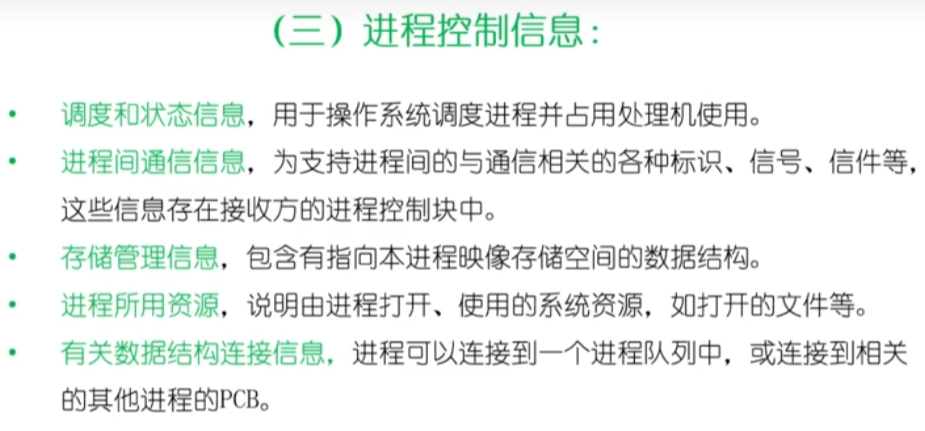 （三）进程控制信息：
• 调度和状态信息，用于操作系统调度进程并占用处理机使用。
• 进程间通信信息，为支持进程间的与通信相关的各种标识、信号、信件等，
这些信息存在接收方的进程控制块中。
• 存储管理信息，包含有指向本进程映像存储空间的数据结构。
• 进程所用资源，说明由进程打开、使用的系统资源，如打开的文件等。
• 有关数据结构连接信息，进程可以连接到一个进程队列中，或连接到相关
的其他进程的PCB。